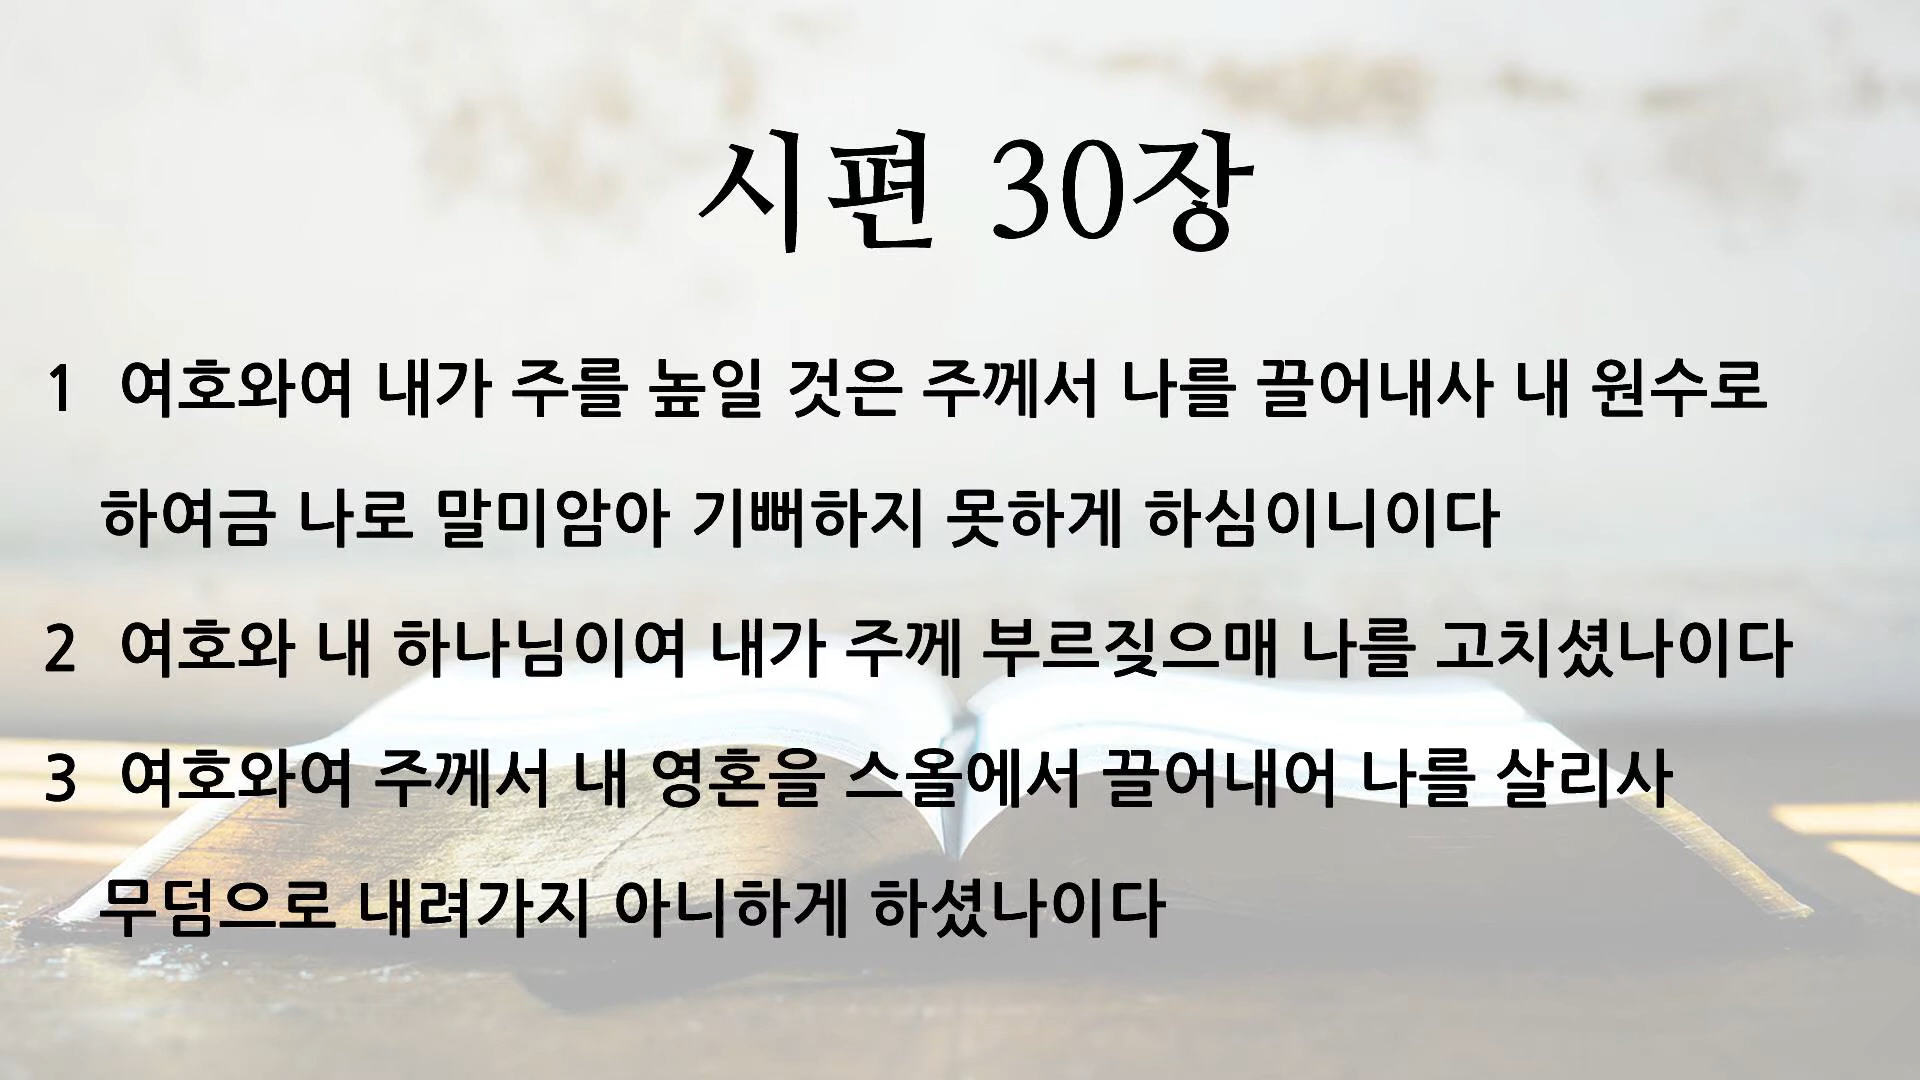 시편 30장
1 여호와여 내가 주를 높일 것은 주께서 나를 끌어내사 내 원수로
하여금 나로 말미암아 기뻐하지 못하게 하심이니이다
2 여호와 내 하나님이여 내가 주께 부르짖으매 나를 고치셨나이다
3 여호와여 주께서 내 영혼을 스올에서 끌어내어 나를 살리사
무덤으로 내려가지 아니하게 하셨나이다